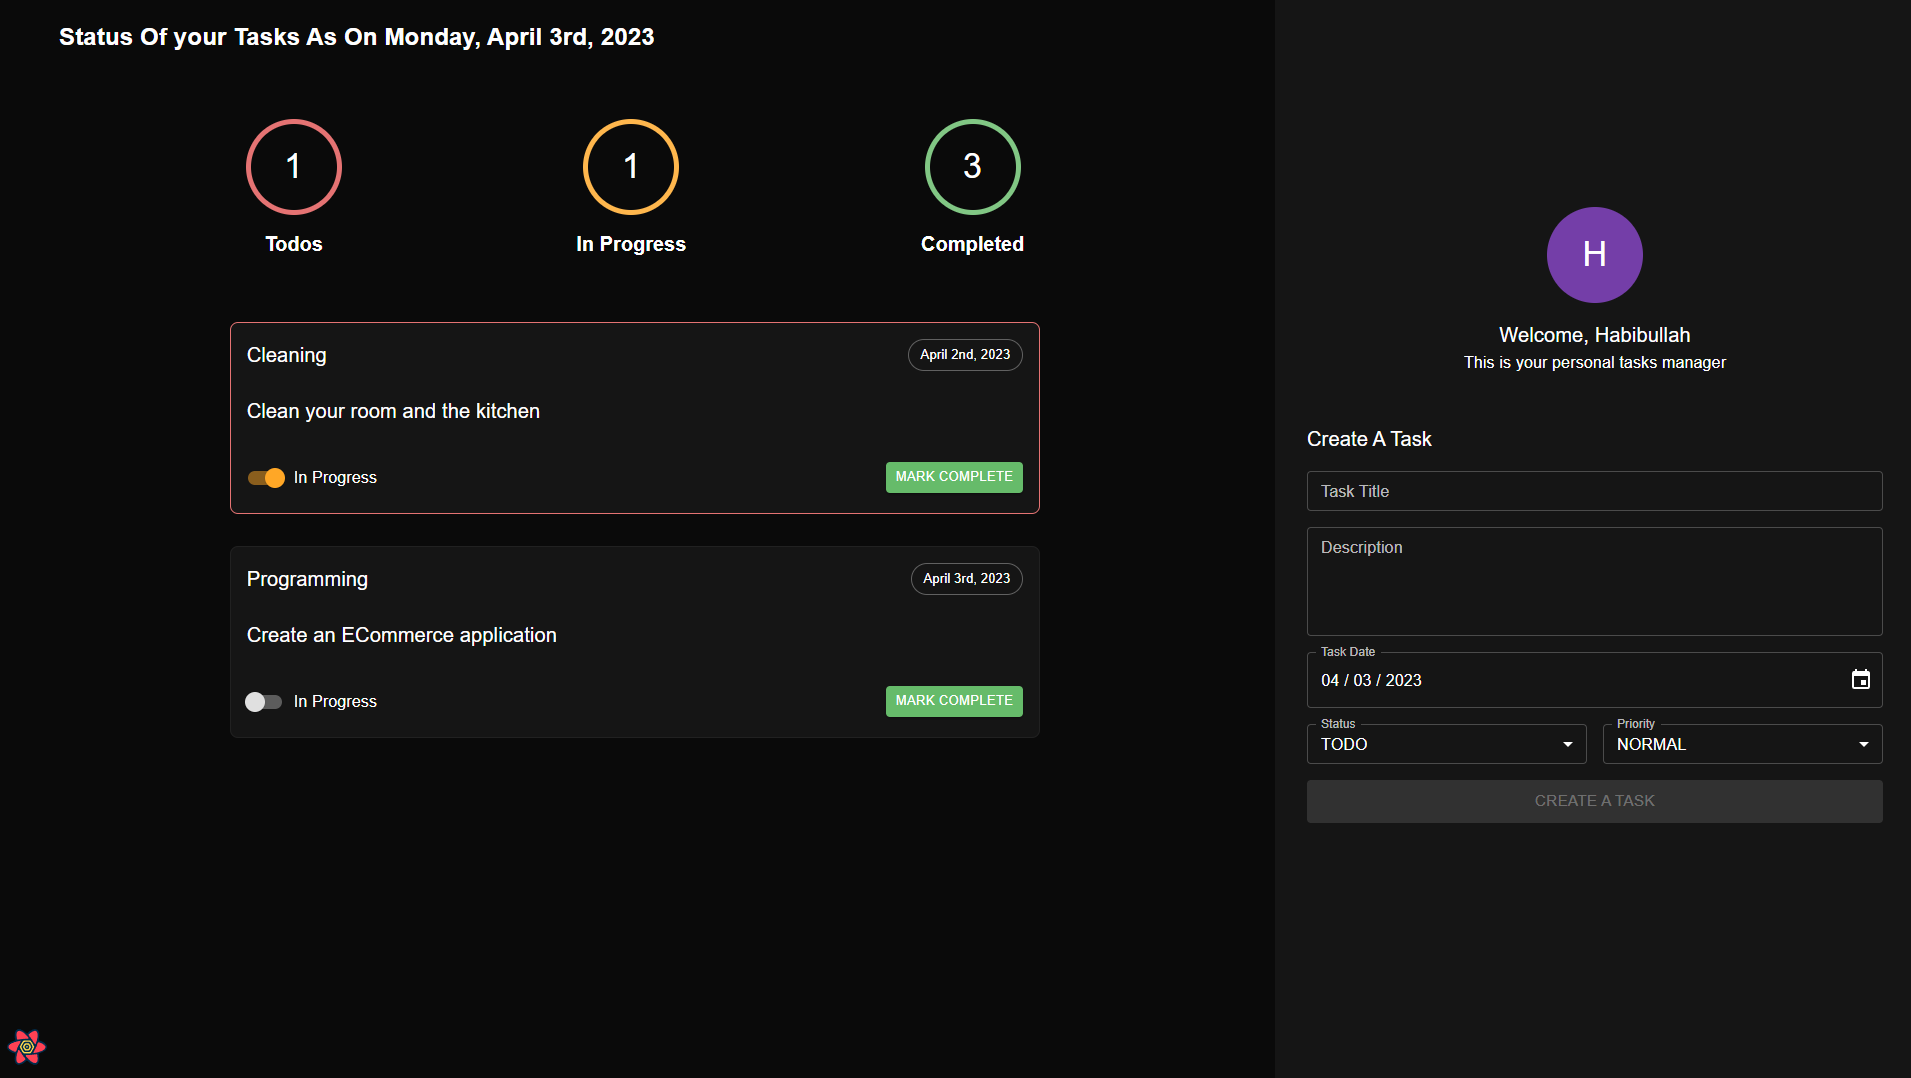 Status Of your Tasks As On Monday, April 3rd, 2023
1
1
3
Todos
In Progress
Completed
Cleaning
April 2nd, 2023
Clean your room and the kitchen
In Progress
MARK COMPLETE
Programming
April 3rd, 2023
Create an ECommerce application
In Progress
MARK COMPLETE
H
Welcome, Habibullah
This is your personal tasks manager
Create A Task
Task Title
Description
Task Date
04 / 03 / 2023
Status
TODO
Priority
NORMAL
CREATE A TASK